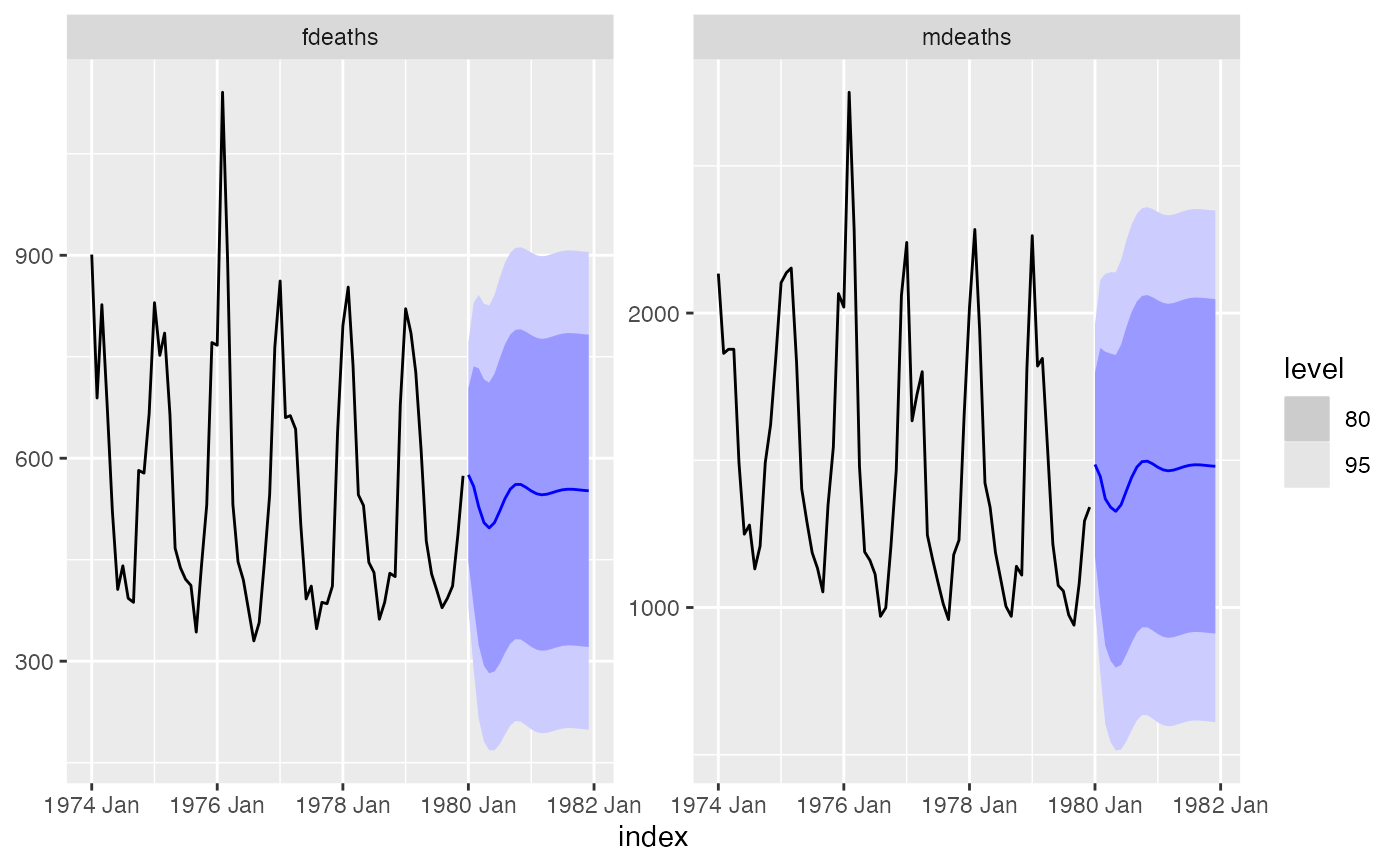 fdeaths
mdeaths
900
600
300
2000
1000
1974 Jan
1976 Jan
1978 Jan
1980 Jan
1982 Jan
1974 Jan
1976 Jan
1978 Jan
1980 Jan
1982 Jan
index
level
80
95